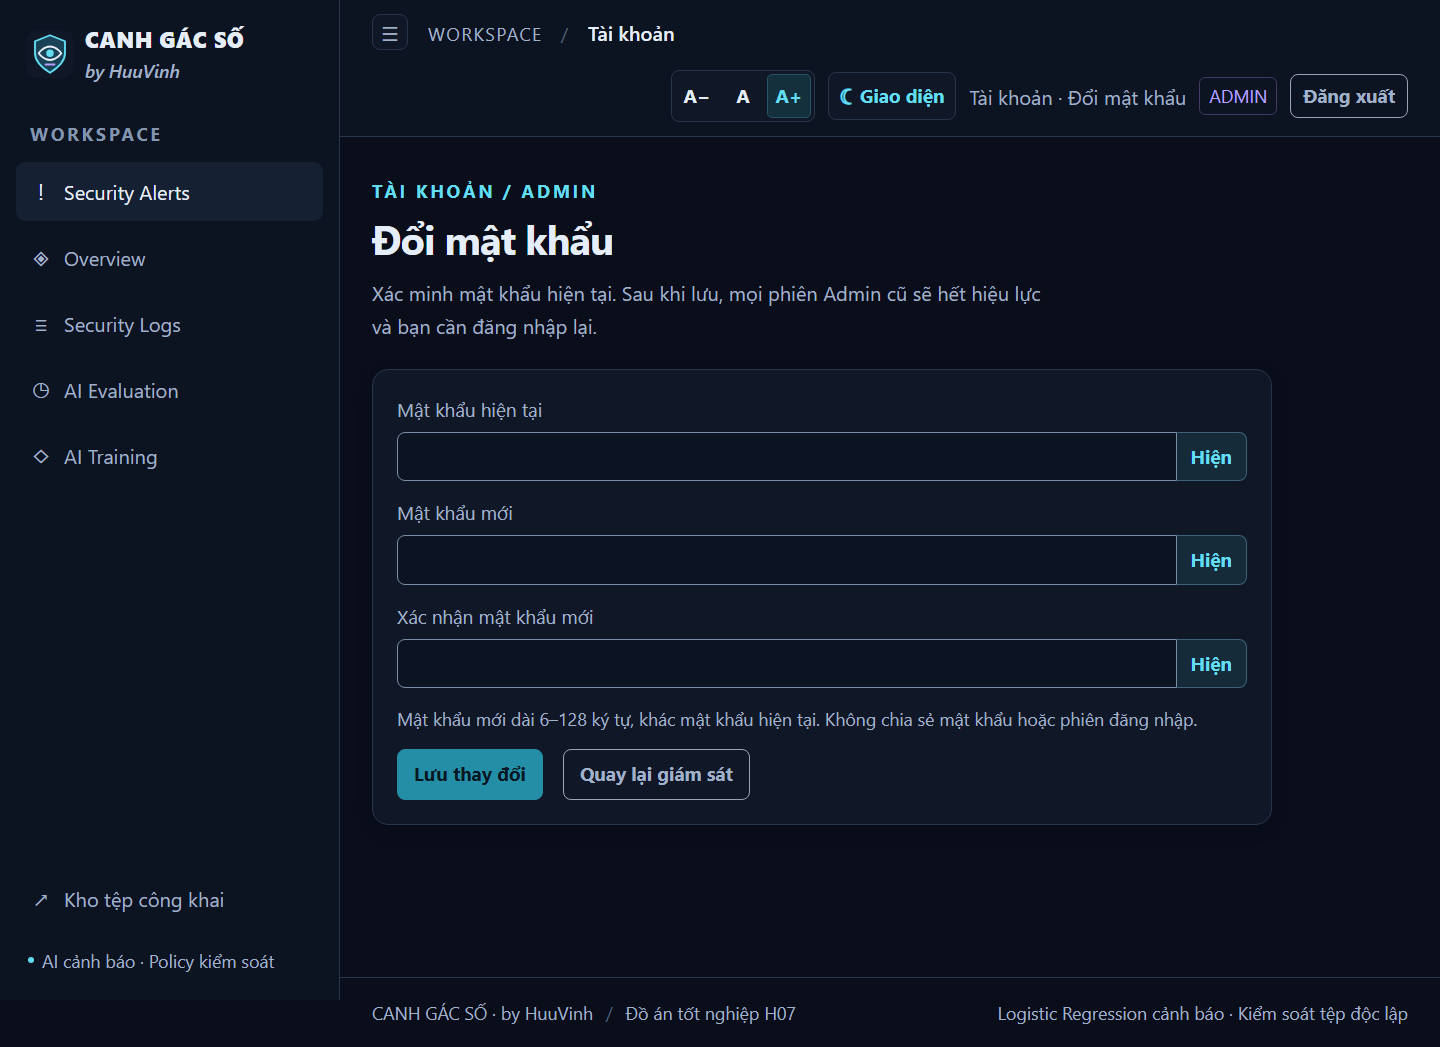 CANH GÁC SỐ
by HuuVinh
WORKSPACE
! Security Alerts
Overview
Security Logs
AI Evaluation
AI Training
Kho tệp công khai
AI cảnh báo · Policy kiểm soát
WORKSPACE / Tài khoản
A− A A+ Giao diện Tài khoản · Đổi mật khẩu ADMIN Đăng xuất
TÀI KHOẢN / ADMIN
Đổi mật khẩu
Xác minh mật khẩu hiện tại. Sau khi lưu, mọi phiên Admin cũ sẽ hết hiệu lực
và bạn cần đăng nhập lại.
Mật khẩu hiện tại
Hiện
Mật khẩu mới
Hiện
Xác nhận mật khẩu mới
Hiện
Mật khẩu mới dài 6–128 ký tự, khác mật khẩu hiện tại. Không chia sẻ mật khẩu hoặc phiên đăng nhập.
Lưu thay đổi Quay lại giám sát
CANH GÁC SỐ · by HuuVinh / Đồ án tốt nghiệp H07
Logistic Regression cảnh báo · Kiểm soát tệp độc lập